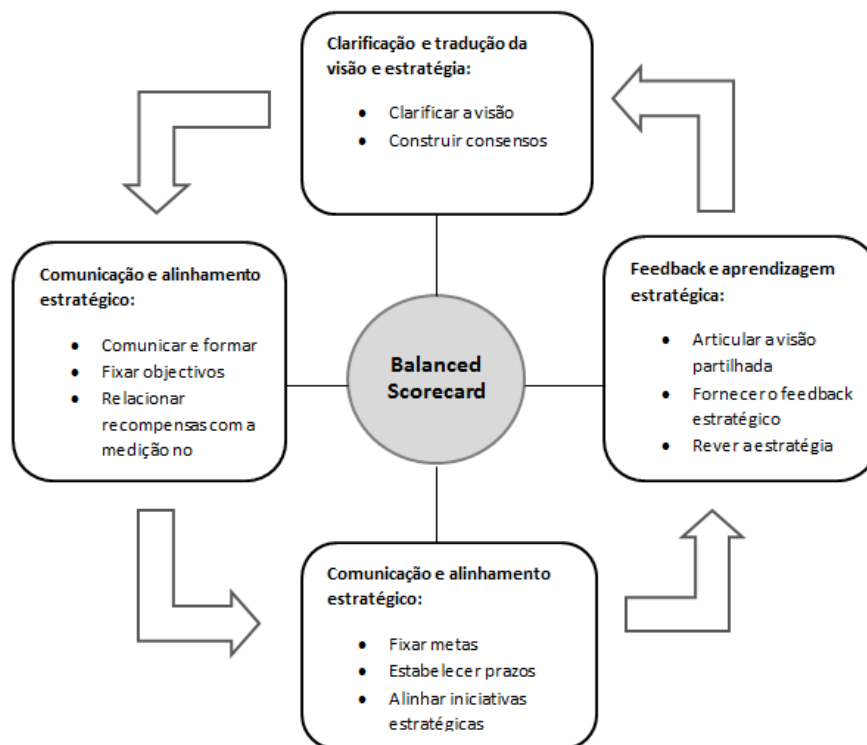 Clarificação e tradução da
visão e estratégia:
• Clarificar a visão
• Construir consensos
Comunicação e alinhamento
estratégico:
• Comunicar e formar
• Fixar objectivos
• Relacionar
recompensas com a
medição no
Balanced
Scorecard
Feedback e aprendizagem
estratégica:
• Articular a visão
partilhada
• Fornecer o feedback
estratégico
• Rever a estratégia
Comunicação e alinhamento
estratégico:
• Fixar metas
• Estabelecer prazos
• Alinhar iniciativas
estratégicas